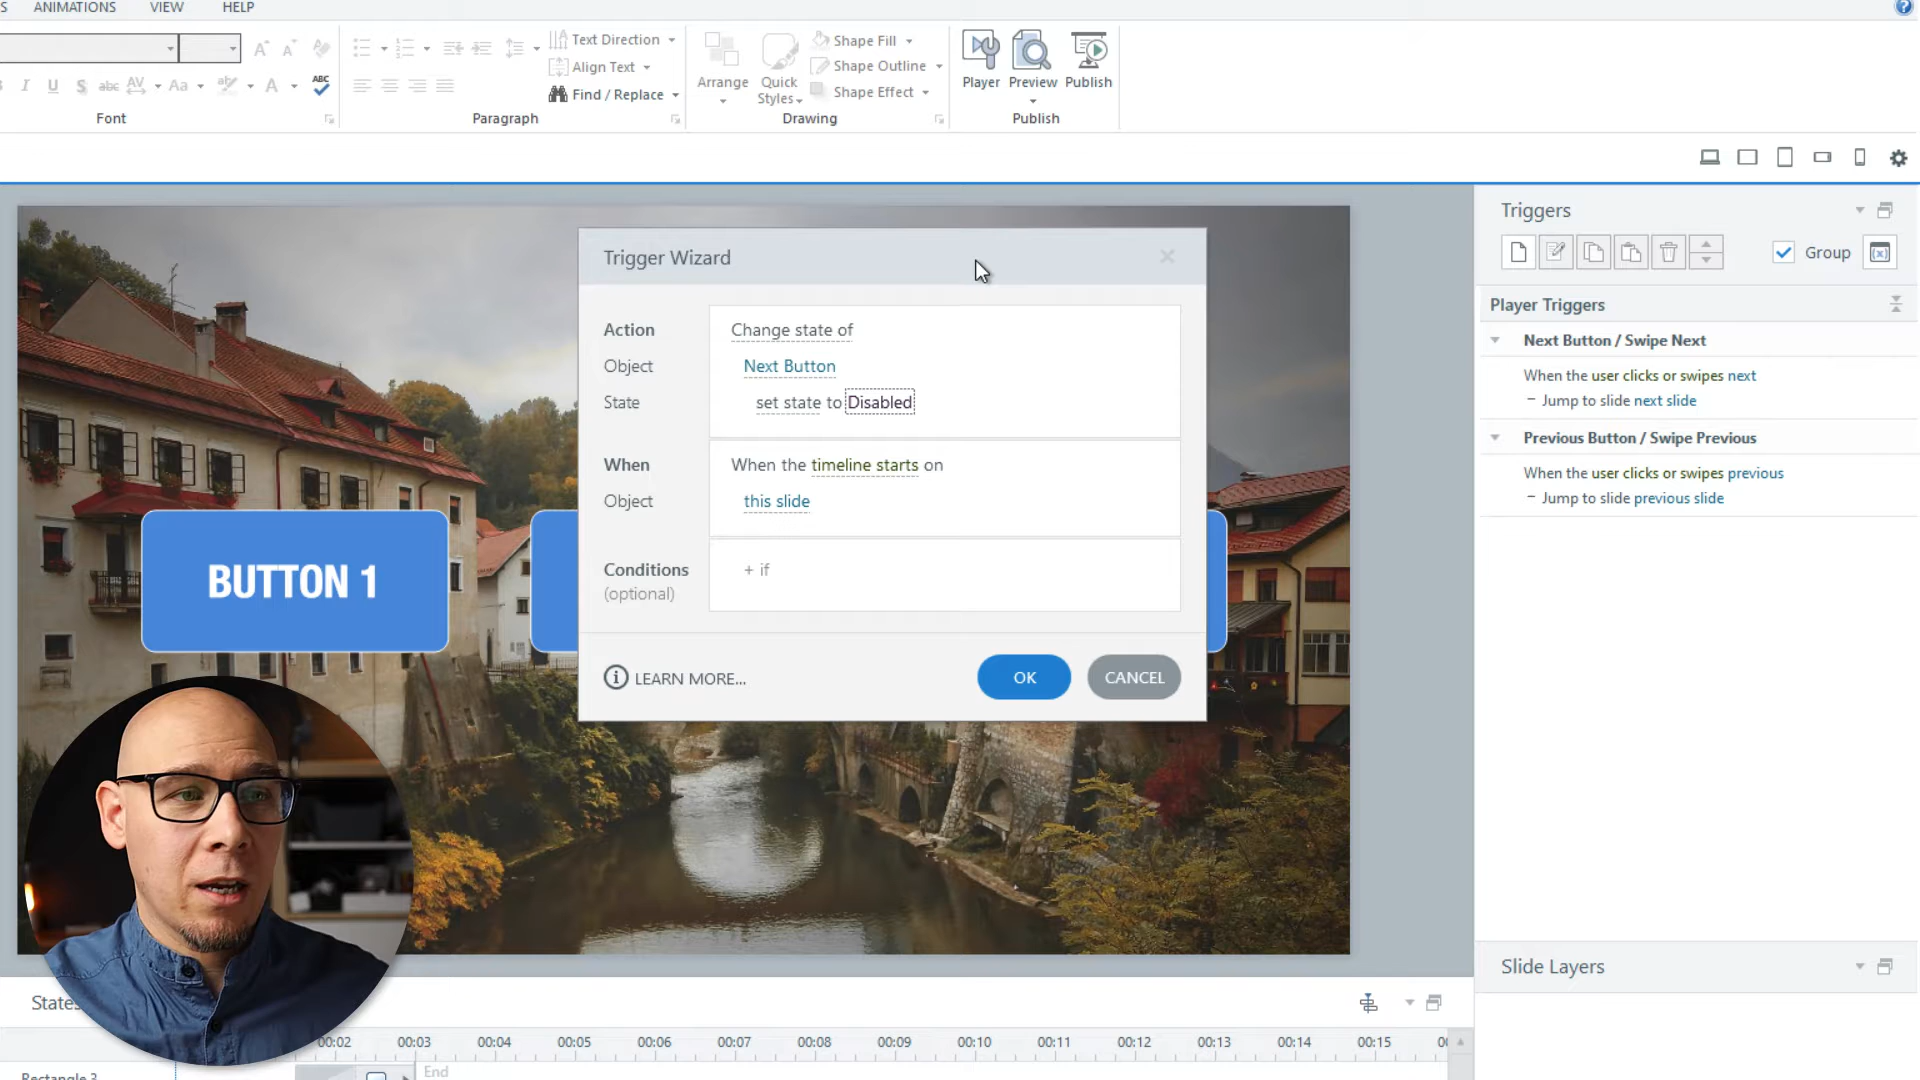 S
ANIMATIONS
VIEW
HELP
Text Direction
Align Text
Find / Replace
Font
Paragraph
Arrange
Quick
Styles
Shape Fill
Shape Outline
Shape Effect
Drawing
Player
Preview
Publish
Publish
I U S abc AV Aa A
ABC
Triggers
Group
(x)
Player Triggers
Next Button / Swipe Next
When the user clicks or swipes next
– Jump to slide next slide
Previous Button / Swipe Previous
When the user clicks or swipes previous
– Jump to slide previous slide
Trigger Wizard
Action
Change state of
Object
Next Button
State
set state to Disabled
When
When the timeline starts on
Object
this slide
Conditions
(optional)
+ if
LEARN MORE...
OK
CANCEL
BUTTON 1
Slide Layers
States
00:02 00:03 00:04 00:05 00:06 00:07 00:08 00:09 00:10 00:11 00:12 00:13 00:14 00:15
Rectangle 3
End